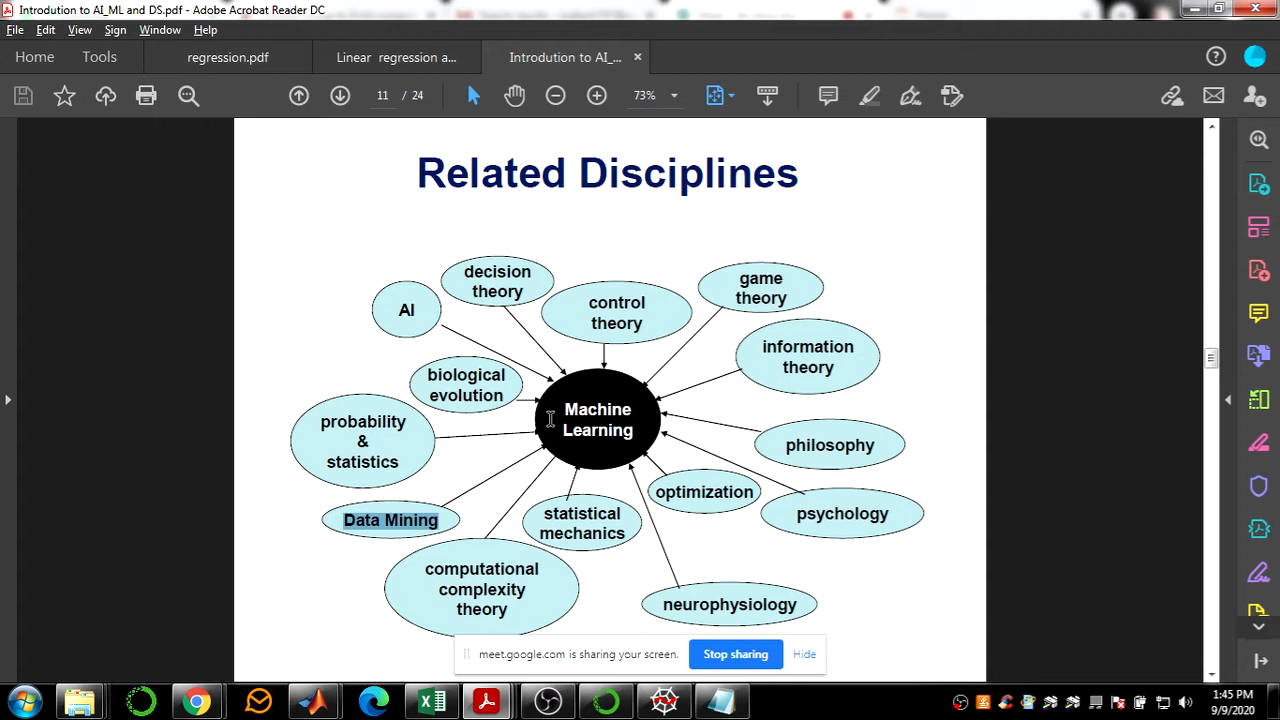 Introdution to AI_ML and DS.pdf - Adobe Acrobat Reader DC
File Edit View Sign Window Help
Home Tools regression.pdf Linear regression a... Introdution to AI_... ×
11 / 24 73%
Related Disciplines
decision
theory
game
theory
AI
control
theory
information
theory
biological
evolution
Machine
Learning
probability
&
statistics
philosophy
optimization
psychology
Data Mining
statistical
mechanics
computational
complexity
theory
neurophysiology
meet.google.com is sharing your screen. Stop sharing Hide
1:45 PM
9/9/2020